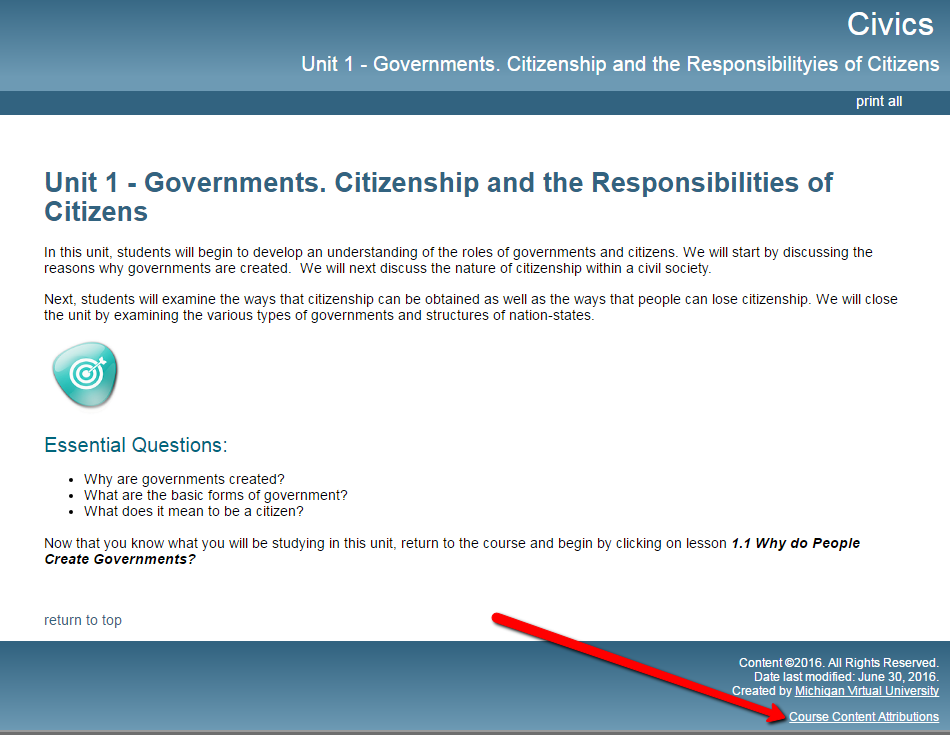 Civics
Unit 1 - Governments. Citizenship and the Responsibilityies of Citizens
print all
Unit 1 - Governments. Citizenship and the Responsibilities of
Citizens
In this unit, students will begin to develop an understanding of the roles of governments and citizens. We will start by discussing the
reasons why governments are created.  We will next discuss the nature of citizenship within a civil society.
Next, students will examine the ways that citizenship can be obtained as well as the ways that people can lose citizenship. We will close
the unit by examining the various types of governments and structures of nation-states.
Essential Questions:
• Why are governments created?
• What are the basic forms of government?
• What does it mean to be a citizen?
Now that you know what you will be studying in this unit, return to the course and begin by clicking on lesson 1.1 Why do People
Create Governments?
return to top
Content ©2016. All Rights Reserved.
Date last modified: June 30, 2016.
Created by Michigan Virtual University
Course Content Attributions